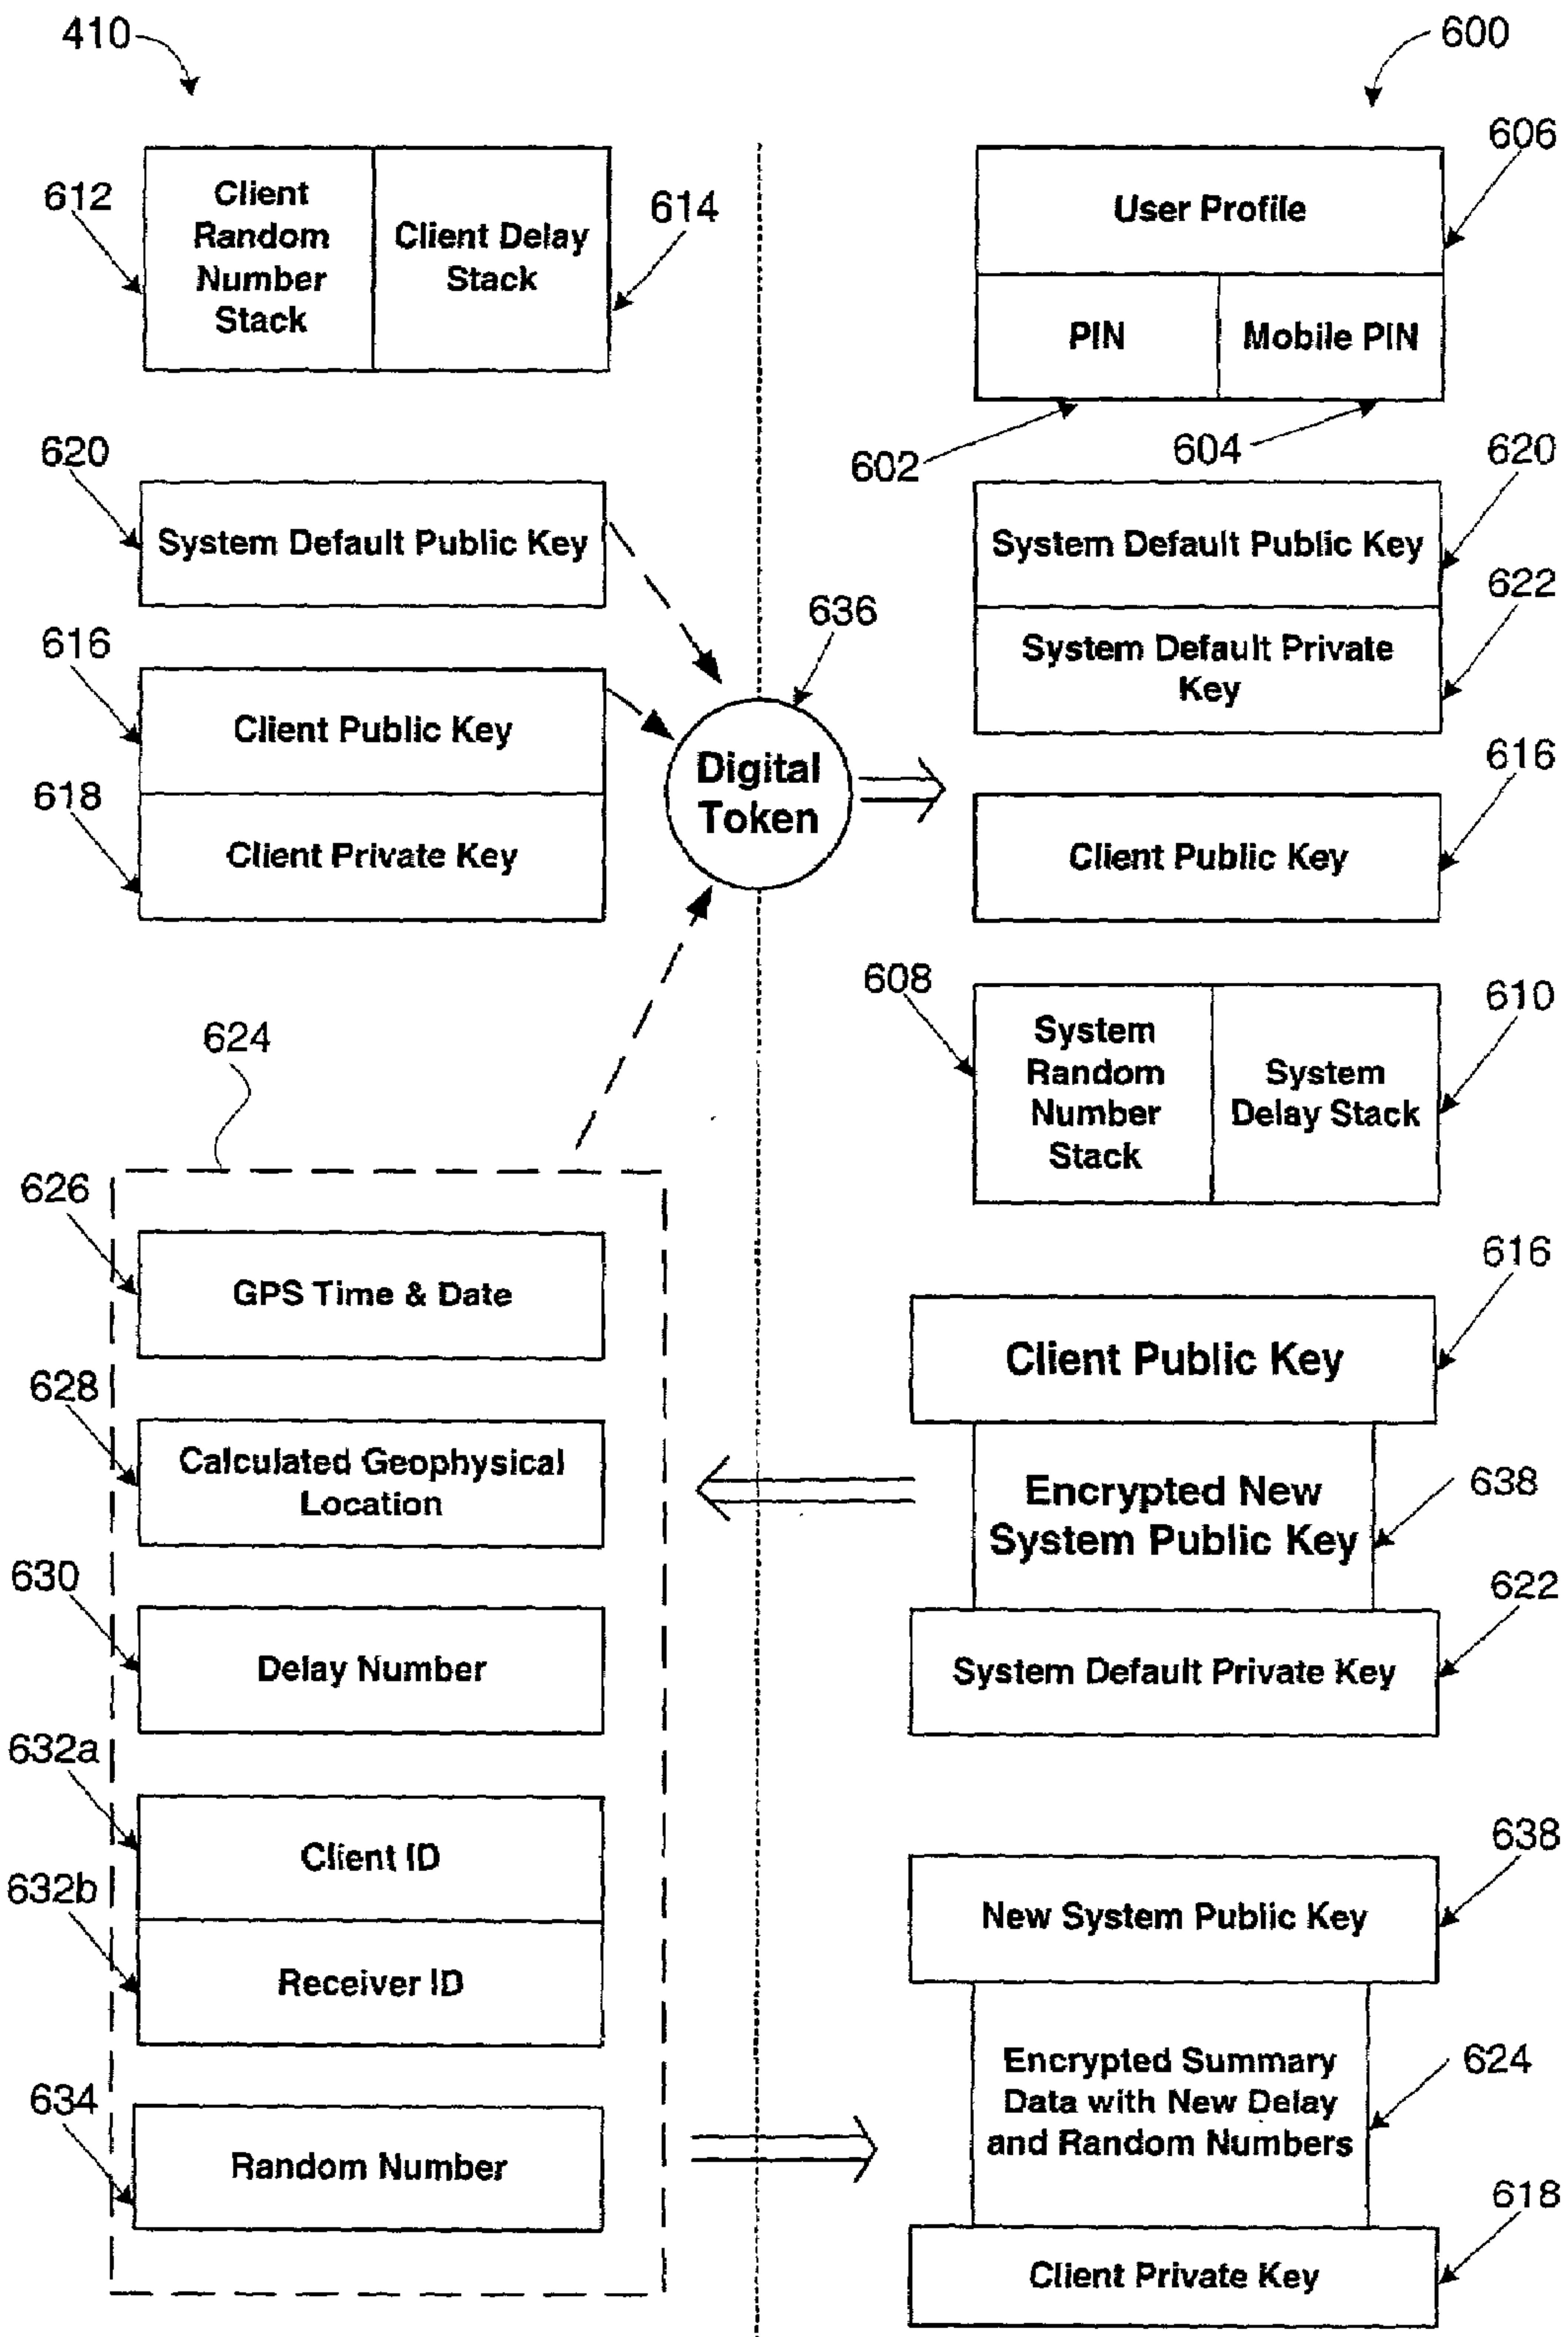 410
600
606
612
Client
Random
Number
Stack
Client Delay
Stack
614
User Profile
PIN
Mobile PIN
602
604
620
System Default Public Key
620
System Default Public Key
622
System Default Private
Key
616
Client Public Key
618
Client Private Key
636
Digital
Token
616
Client Public Key
608
System
Random
Number
Stack
System
Delay Stack
610
624
626
GPS Time & Date
628
Calculated Geophysical
Location
630
Delay Number
632a
Client ID
632b
Receiver ID
634
Random Number
616
Client Public Key
Encrypted New
System Public Key
638
622
System Default Private Key
638
New System Public Key
Encrypted Summary
Data with New Delay
and Random Numbers
624
618
Client Private Key